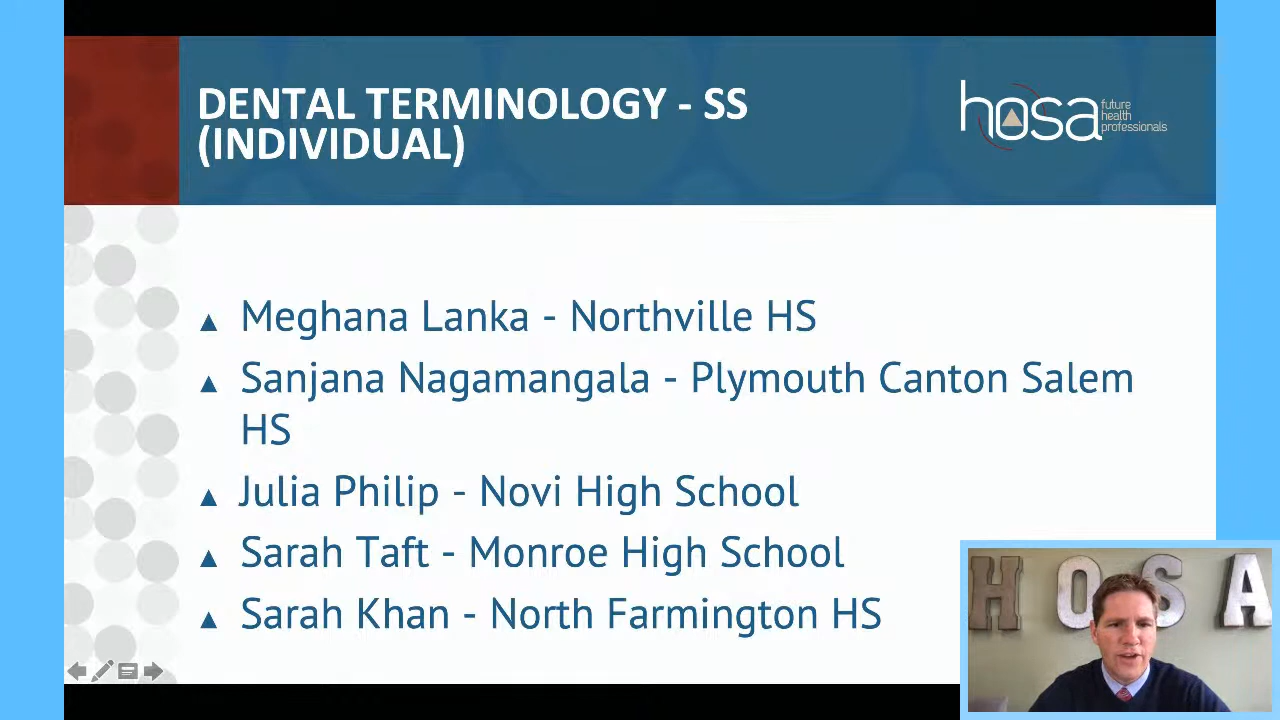 DENTAL TERMINOLOGY - SS
(INDIVIDUAL)
hosa
future
health
professionals
▲ Meghana Lanka - Northville HS
▲ Sanjana Nagamangala - Plymouth Canton Salem
HS
▲ Julia Philip - Novi High School
▲ Sarah Taft - Monroe High School
▲ Sarah Khan - North Farmington HS
HOSA